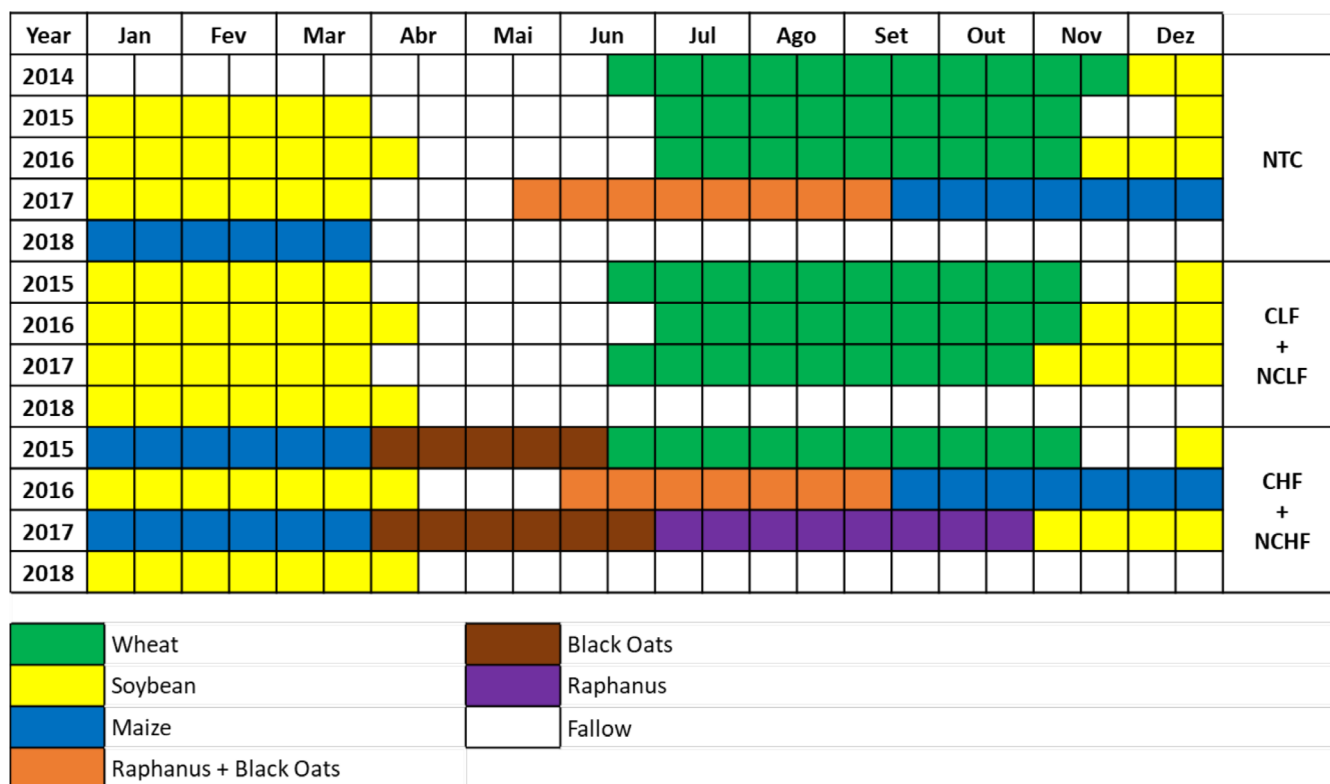 Year Jan Fev Mar Abr Mai Jun Jul Ago Set Out Nov Dez
2014
2015
2016
2017
2018
NTC
2015
2016
2017
2018
CLF
+
NCLF
2015
2016
2017
2018
CHF
+
NCHF
Wheat
Soybean
Maize
Raphanus + Black Oats
Black Oats
Raphanus
Fallow